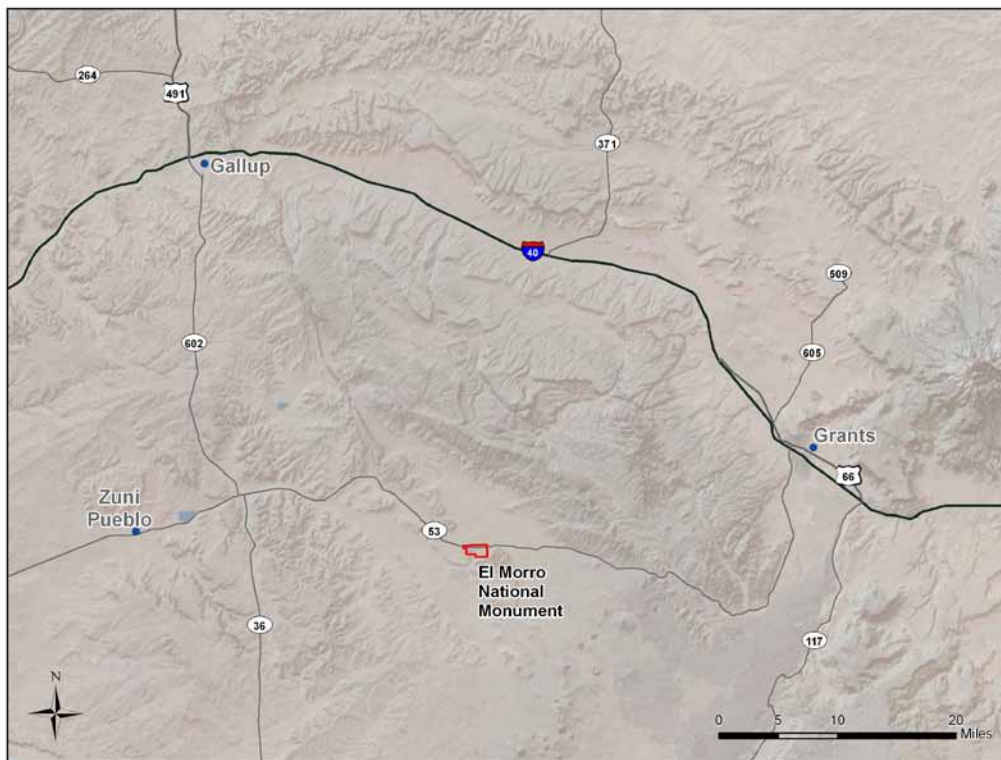 264
491
371
Gallup
40
509
602
605
Grants
66
Zuni
Pueblo
53
El Morro
National
Monument
36
117
N
0 5 10 20
Miles